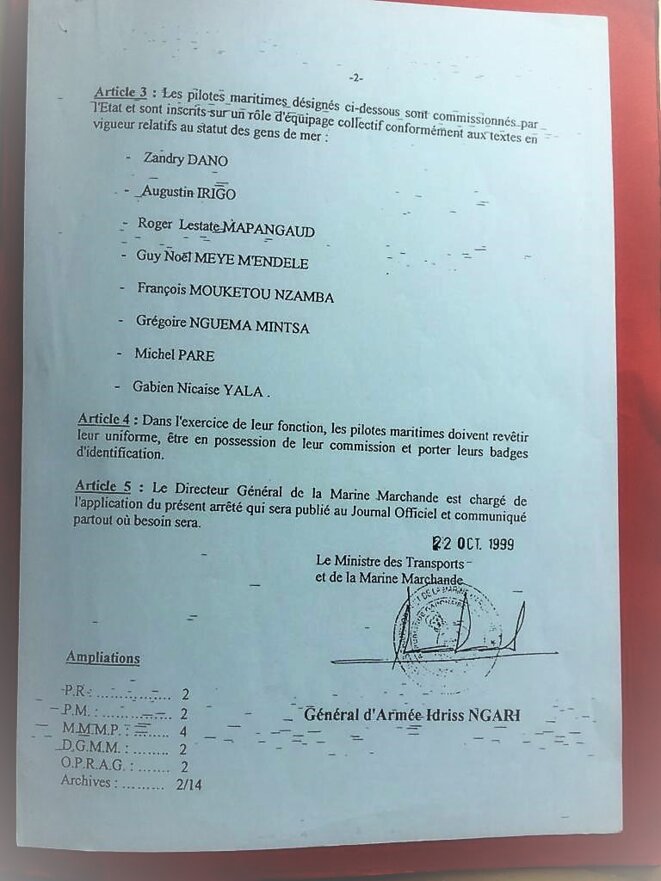 -2-
Article 3 : Les pilotes maritimes désignés ci-dessous sont commissionnés par
l'Etat et sont inscrits sur un rôle d'équipage collectif conformément aux textes en
vigueur relatifs au statut des gens de mer :
- Zandry DANO
- Augustin IRIGO
- Roger Lestate MAPANGAUD
- Guy Noël MEYE M'ENDELE
- François MOUKETOU NZAMBA
- Grégoire NGUEMA MINTSA
- Michel PARE
- Gabien Nicaise YALA .
Article 4 : Dans l'exercice de leur fonction, les pilotes maritimes doivent revêtir
leur uniforme, être en possession de leur commission et porter leurs badges
d'identification.
Article 5 : Le Directeur Général de la Marine Marchande est chargé de
l'application du présent arrêté qui sera publié au Journal Officiel et communiqué
partout où besoin sera.
22 OCT. 1999
Le Ministre des Transports
et de la Marine Marchande
DE LA MARINE
Général d'Armée Idriss NGARI
Ampliations
P.R. : ................ 2
P.M. : ............... 2
M.M.M.P. : ........ 4
D.G.M.M. : ........ 2
O.P.R.A.G. : ....... 2
Archives : ......... 2/14